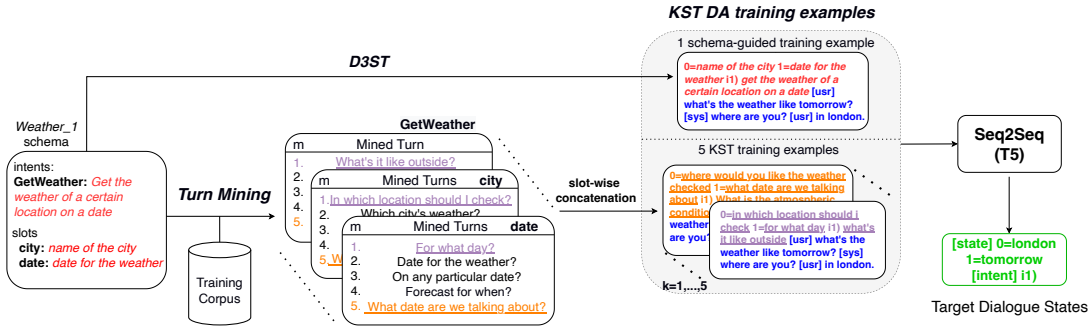 KST DA training examples
D3ST
1 schema-guided training example
0=name of the city 1=date for the
weather i1) get the weather of a
certain location on a date [usr]
what's the weather like tomorrow?
[sys] where are you? [usr] in london.
Weather_1
schema
intents:
GetWeather: Get the
weather of a certain
location on a date
slots
city: name of the city
date: date for the weather
Turn Mining
Training
Corpus
GetWeather
m Mined Turn
1. What's it like outside?
2.
3.
4.
5.
m Mined Turns city
1. In which location should I check?
2. Which city's weather?
3.
4.
5.
m Mined Turns date
1. For what day?
2. Date for the weather?
3. On any particular date?
4. Forecast for when?
5. What date are we talking about?
slot-wise
concatenation
5 KST training examples
0=where would you like the weather
checked 1=what date are we talking
about i1) What is the atmospheric
condition
weather
are you?
0=in which location should i
check 1=for what day i1) what's
it like outside [usr] what's the
weather like tomorrow? [sys]
where are you? [usr] in london.
k=1,...,5
Seq2Seq
(T5)
[state] 0=london
1=tomorrow
[intent] i1)
Target Dialogue States